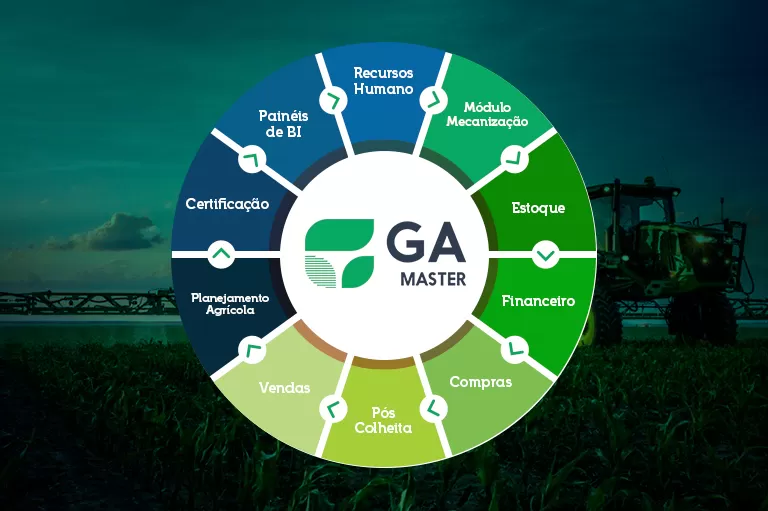 Recursos
Humano
Módulo
Mecanização
Estoque
Financeiro
Compras
Pós
Colheita
Vendas
Planejamento
Agrícola
Certificação
Painéis
de BI
GA
MASTER